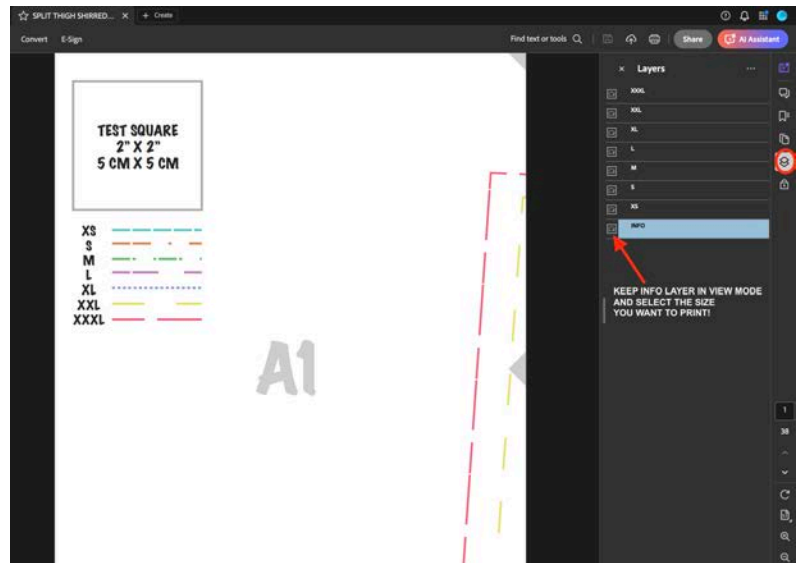 SPLIT THIGH SHIRRED...
+ Create
Convert E-Sign
Find text or tools
Share
AI Assistant
TEST SQUARE
2" X 2"
5 CM X 5 CM
XS
S
M
L
XL
XXL
XXXL
A1
Layers
XXXL
XXL
XL
L
M
S
XS
INFO
KEEP INFO LAYER IN VIEW MODE
AND SELECT THE SIZE
YOU WANT TO PRINT!
1
38